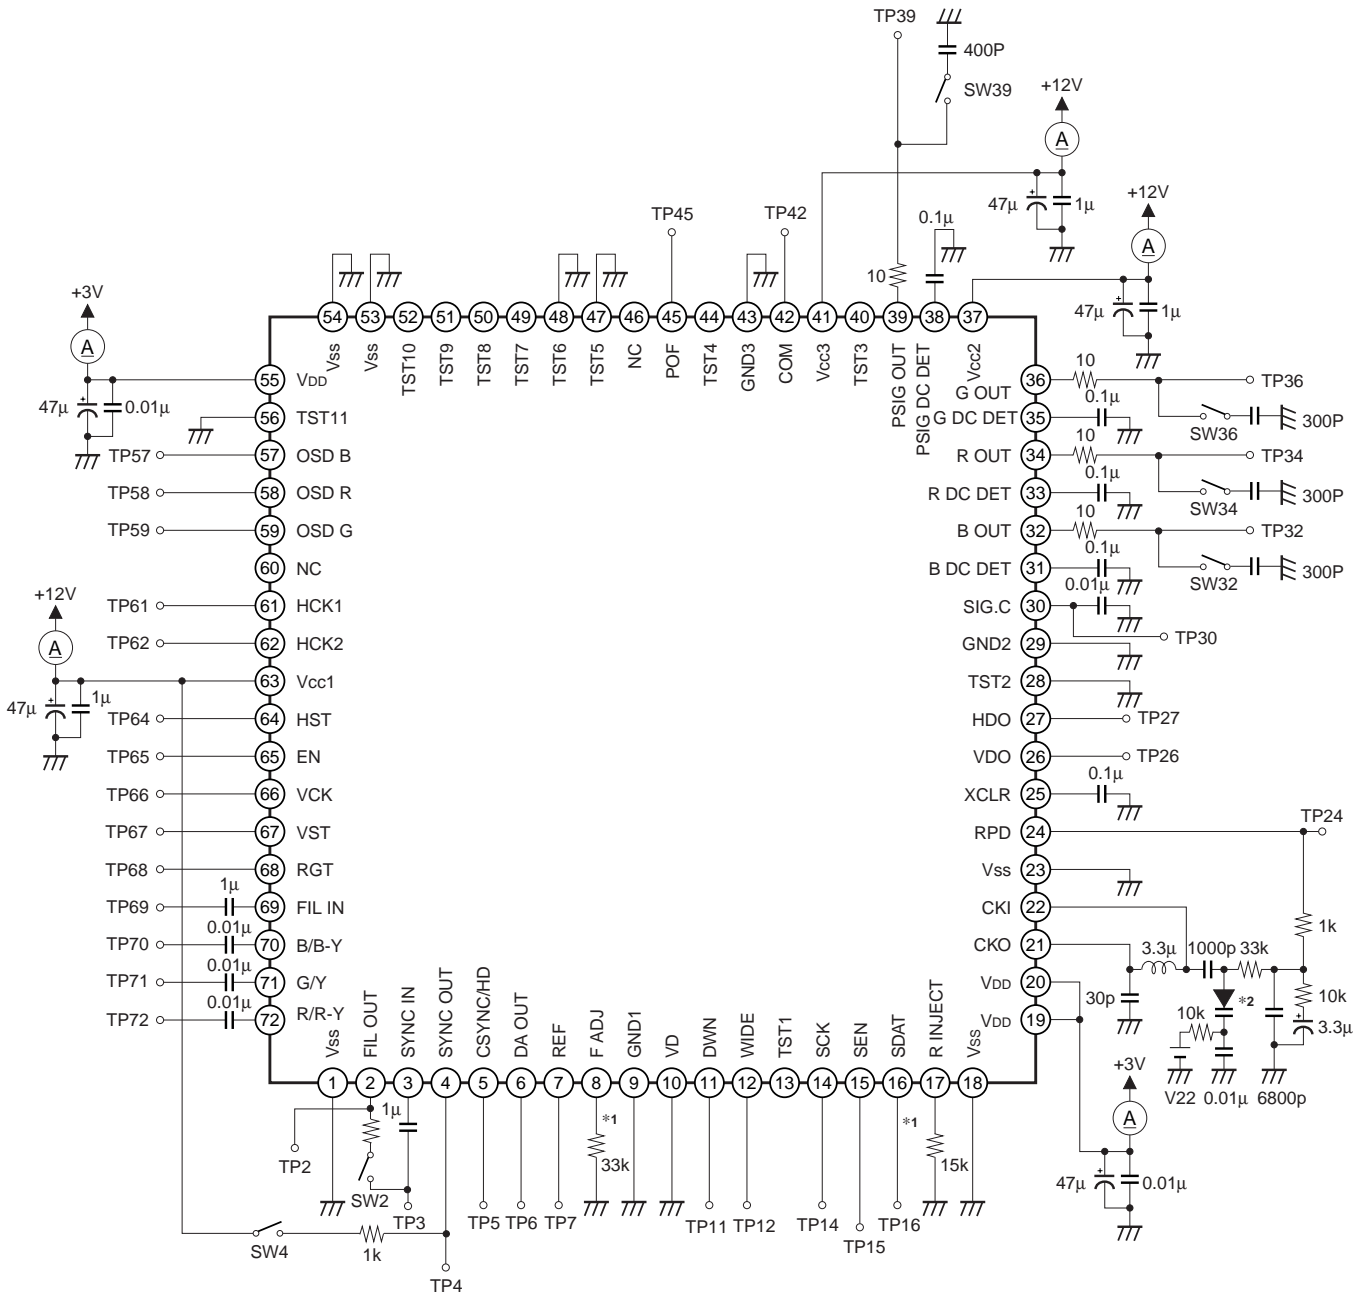 TP39
400P
SW39
+12V
A
47μ
1μ
+12V
A
47μ
1μ
TP45
TP42
0.1μ
10
+3V
A
47μ
0.01μ
54 53 52 51 50 49 48 47 46 45 44 43 42 41 40 39 38 37
Vss
Vss
TST10
TST9
TST8
TST7
TST6
TST5
NC
POF
TST4
GND3
COM
Vcc3
TST3
PSIG OUT
PSIG DC DET
Vcc2
55 VDD
56 TST11
TP57 57 OSD B
TP58 58 OSD R
TP59 59 OSD G
60 NC
TP61 61 HCK1
TP62 62 HCK2
+12V
A
47μ
1μ
63 Vcc1
TP64 64 HST
TP65 65 EN
TP66 66 VCK
TP67 67 VST
TP68 68 RGT
TP69 1μ 69 FIL IN
TP70 0.01μ 70 B/B-Y
TP71 0.01μ 71 G/Y
TP72 0.01μ 72 R/R-Y
G OUT 36 10 TP36
SW36 300P
G DC DET 35 0.1μ
R OUT 34 10 TP34
SW34 300P
R DC DET 33 0.1μ
B OUT 32 10 TP32
SW32 300P
B DC DET 31 0.1μ
SIG.C 30 0.01μ
TP30
GND2 29
TST2 28
HDO 27 TP27
VDO 26 TP26
XCLR 25 0.1μ
RPD 24 TP24
Vss 23
CKI 22
CKO 21
VDD 20
VDD 19
1k
3.3μ 1000p 33k
30p
*2
10k
10k
3.3μ
V22 0.01μ 6800p
+3V
A
47μ
0.01μ
Vss
FIL OUT
SYNC IN
SYNC OUT
CSYNC/HD
DA OUT
REF
F ADJ
GND1
VD
DWN
WIDE
TST1
SCK
SEN
SDAT
R INJECT
Vss
1 2 3 4 5 6 7 8 9 10 11 12 13 14 15 16 17 18
1μ
*1
33k
*1
15k
TP2
SW2
TP3
TP5
TP6
TP7
TP11
TP12
TP14
TP15
TP16
SW4
1k
TP4